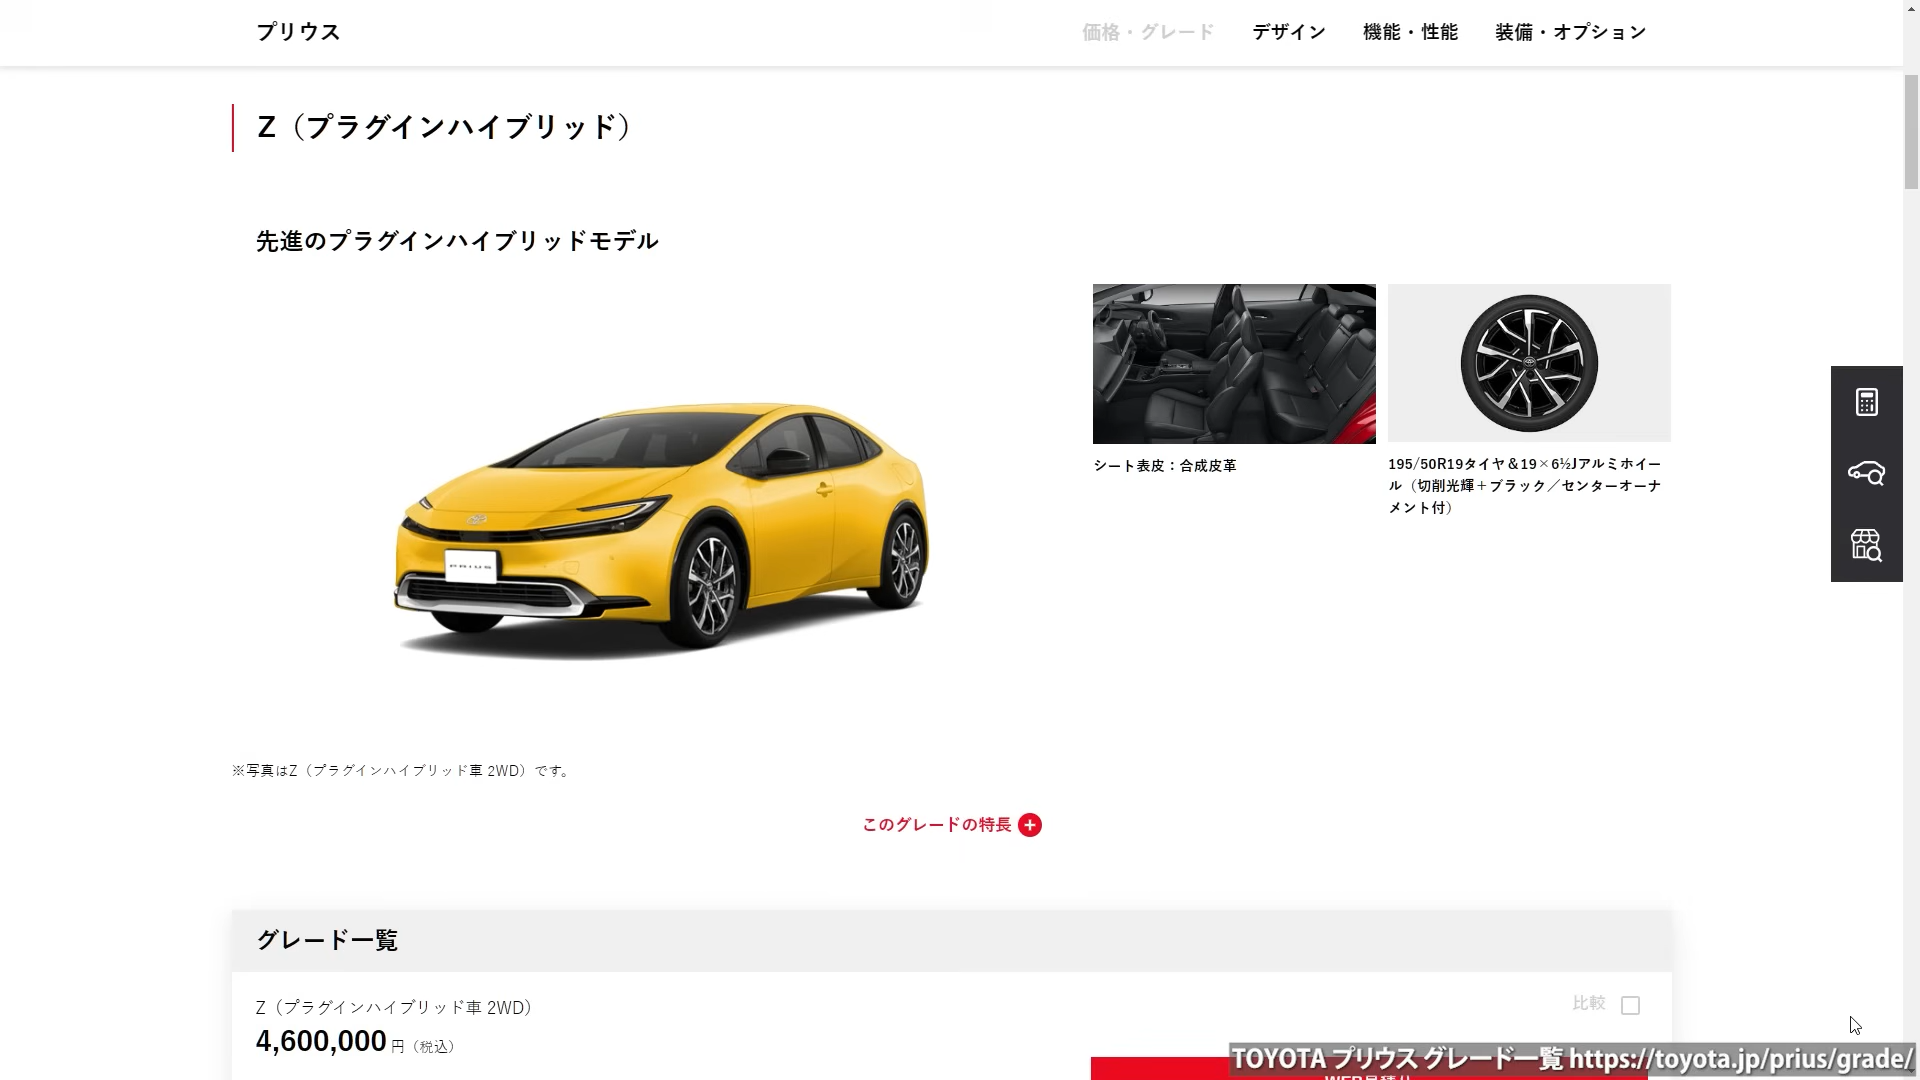 プリウス
価格・グレード デザイン 機能・性能 装備・オプション
Z（プラグインハイブリッド）
先進のプラグインハイブリッドモデル
PRIUS
シート表皮：合成皮革
195/50R19タイヤ＆19×6½Jアルミホイー
ル（切削光輝＋ブラック／センターオーナ
メント付）
※写真はZ（プラグインハイブリッド車 2WD）です。
このグレードの特長
グレード一覧
Z（プラグインハイブリッド車 2WD）
比較
4,600,000 円（税込）
TOYOTA プリウス グレード一覧 https://toyota.jp/prius/grade/